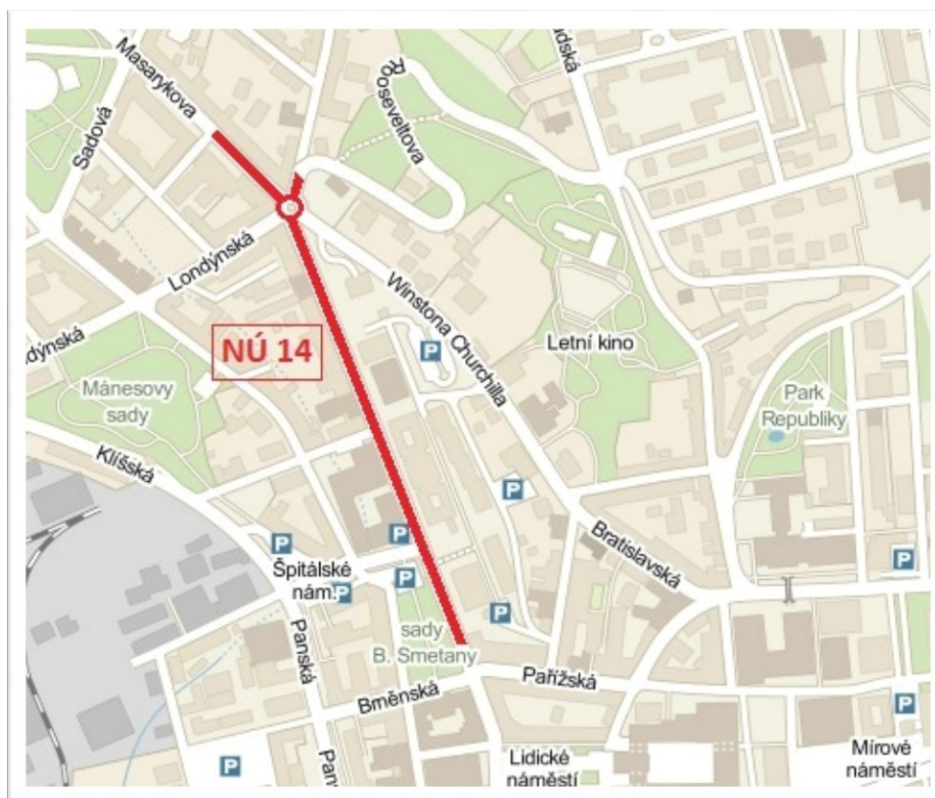 Masarykova
Sadová
Rooseveltova
Londýnská
Winstona Churchilla
Letní kino
NÚ 14
P
dýnská
Mánesovy
sady
Park
Republiky
Klíšská
P
Bratislavská
P
P
P
Špitálské
nám.
P
P
P
sady
B. Smetany
Panská
Pařížská
Brněnská
P
P
Lidické
náměstí
Mírové
náměstí